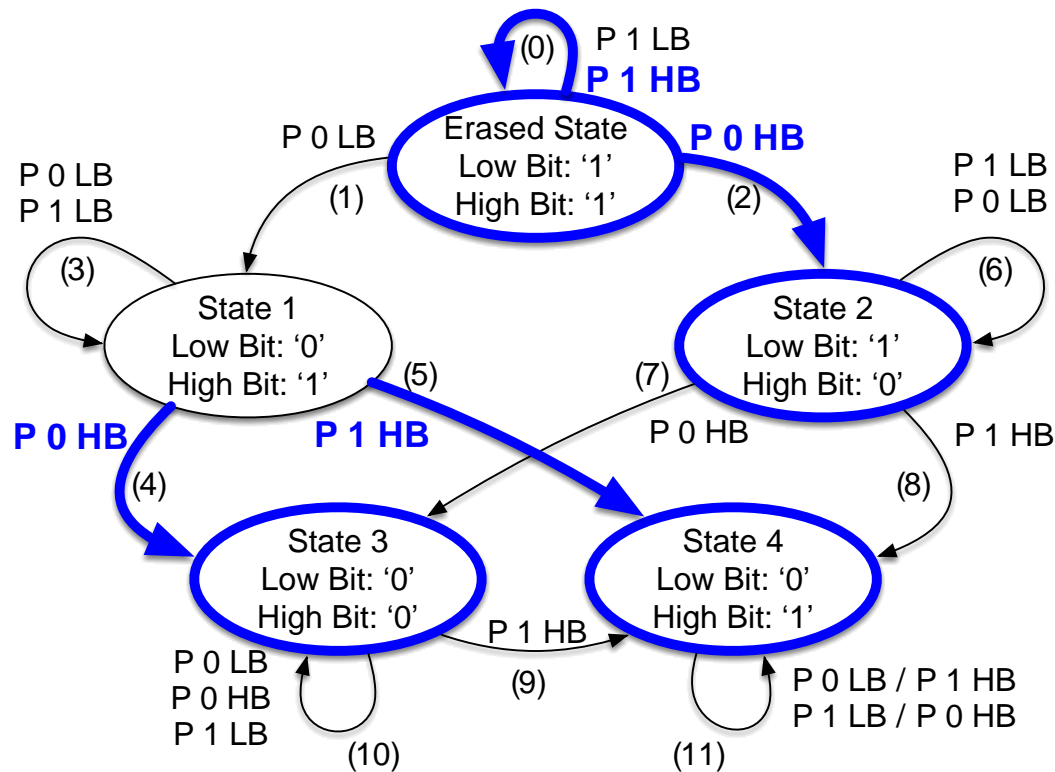 (0)
P 1 LB
P 1 HB
Erased State
Low Bit: ‘1’
High Bit: ‘1’
P 0 LB
(1)
P 0 HB
(2)
P 0 LB
P 1 LB
(3)
P 1 LB
P 0 LB
(6)
State 1
Low Bit: ‘0’
High Bit: ‘1’
State 2
Low Bit: ‘1’
High Bit: ‘0’
(5)
(7)
P 0 HB
(4)
P 1 HB
P 0 HB
P 1 HB
(8)
State 3
Low Bit: ‘0’
High Bit: ‘0’
State 4
Low Bit: ‘0’
High Bit: ‘1’
P 1 HB
(9)
P 0 LB
P 0 HB
P 1 LB
(10)
P 0 LB / P 1 HB
P 1 LB / P 0 HB
(11)